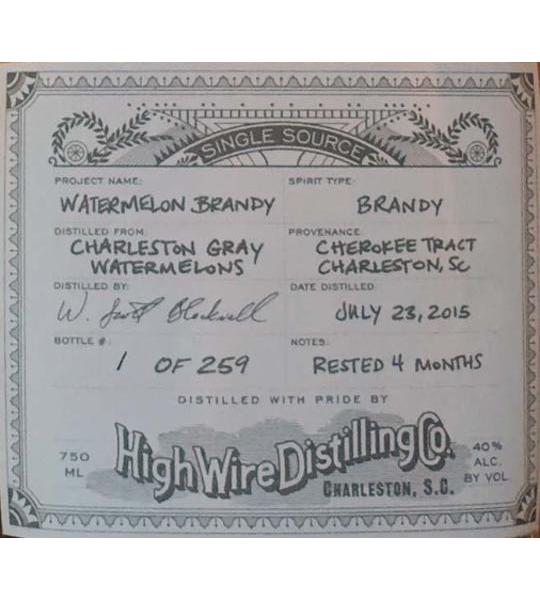 SINGLE SOURCE
PROJECT NAME:
WATERMELON BRANDY
SPIRIT TYPE:
BRANDY
DISTILLED FROM:
CHARLESTON GRAY
WATERMELONS
PROVENANCE:
CHEROKEE TRACT
CHARLESTON, SC
DISTILLED BY:
W. Scott Blackwell
DATE DISTILLED:
JULY 23, 2015
BOTTLE #:
1 OF 259
NOTES:
RESTED 4 MONTHS
DISTILLED WITH PRIDE BY
750
ML
High Wire Distilling Co.
CHARLESTON, S.C.
40%
ALC.
BY VOL